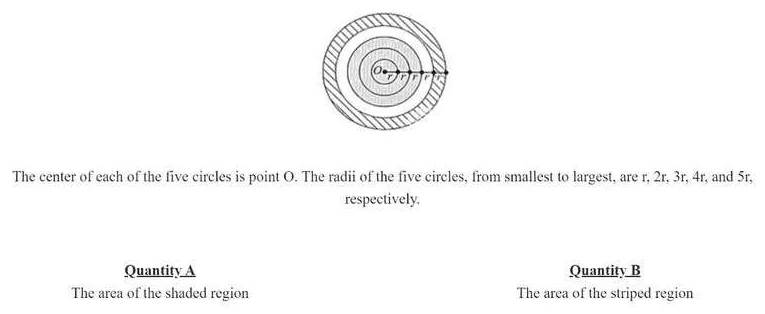 O r r r r r
The center of each of the five circles is point O. The radii of the five circles, from smallest to largest, are r, 2r, 3r, 4r, and 5r,
respectively.
Quantity A
Quantity B
The area of the shaded region
The area of the striped region